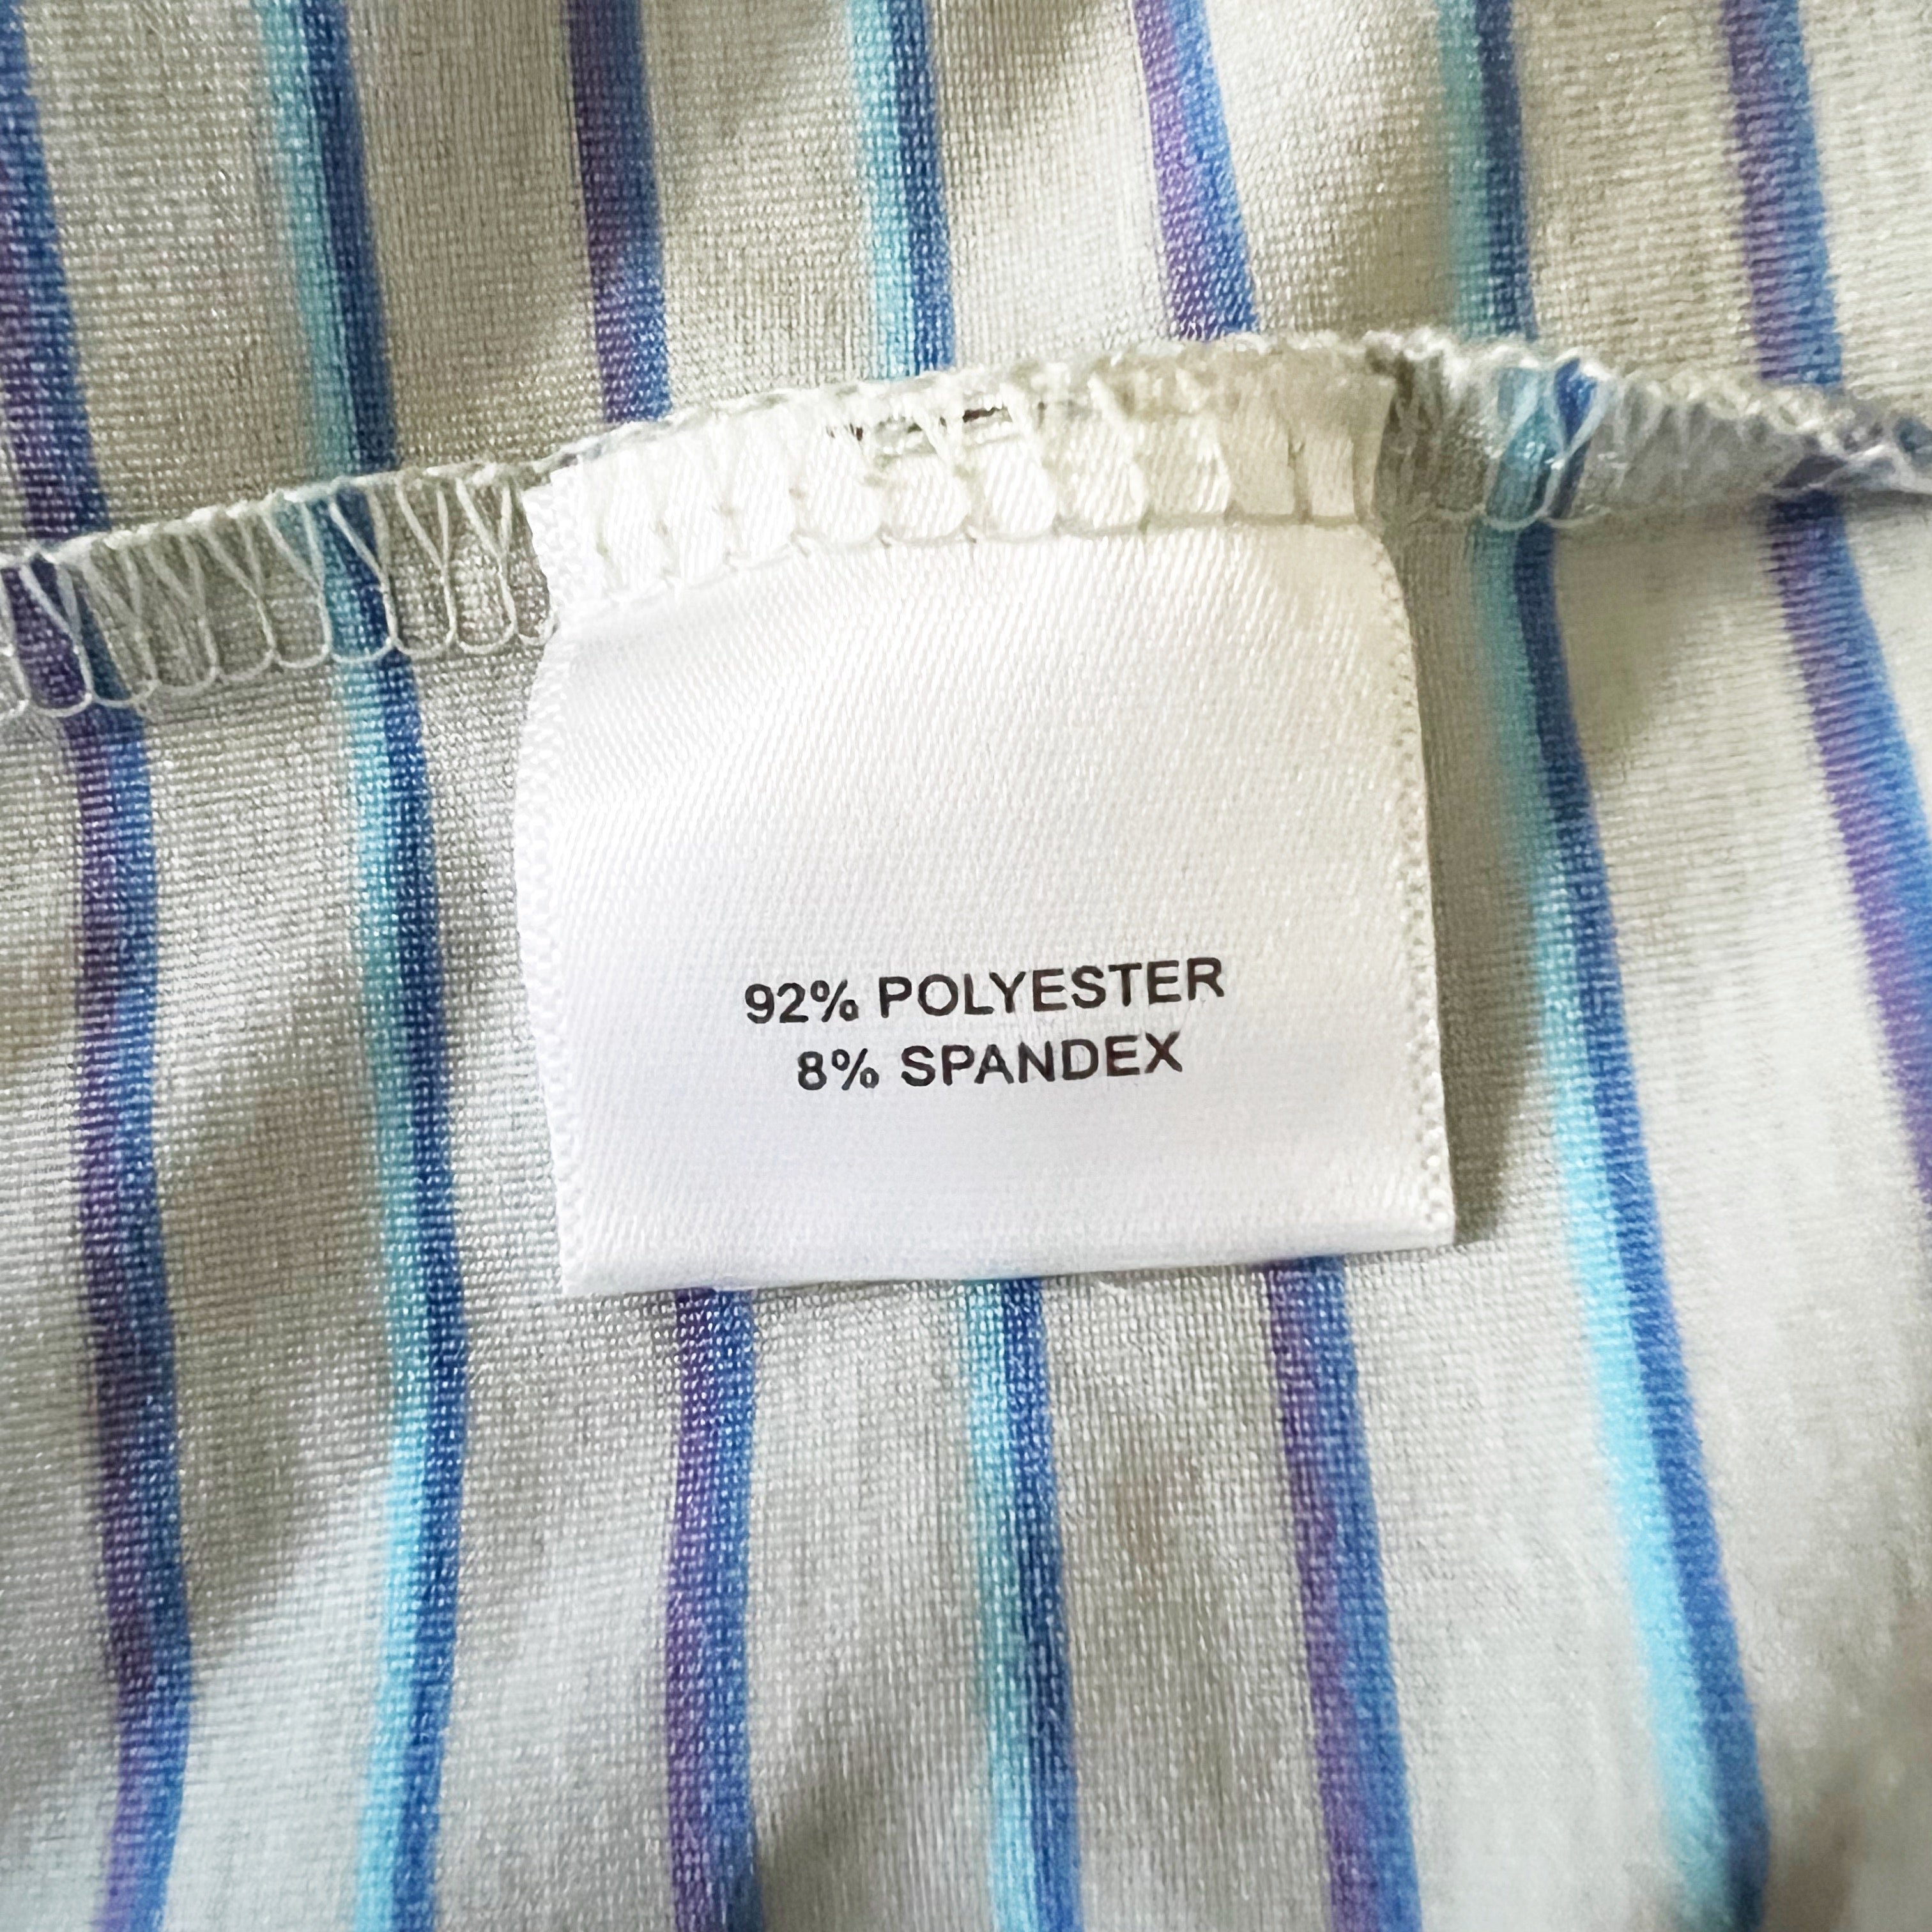 92% POLYESTER
8% SPANDEX